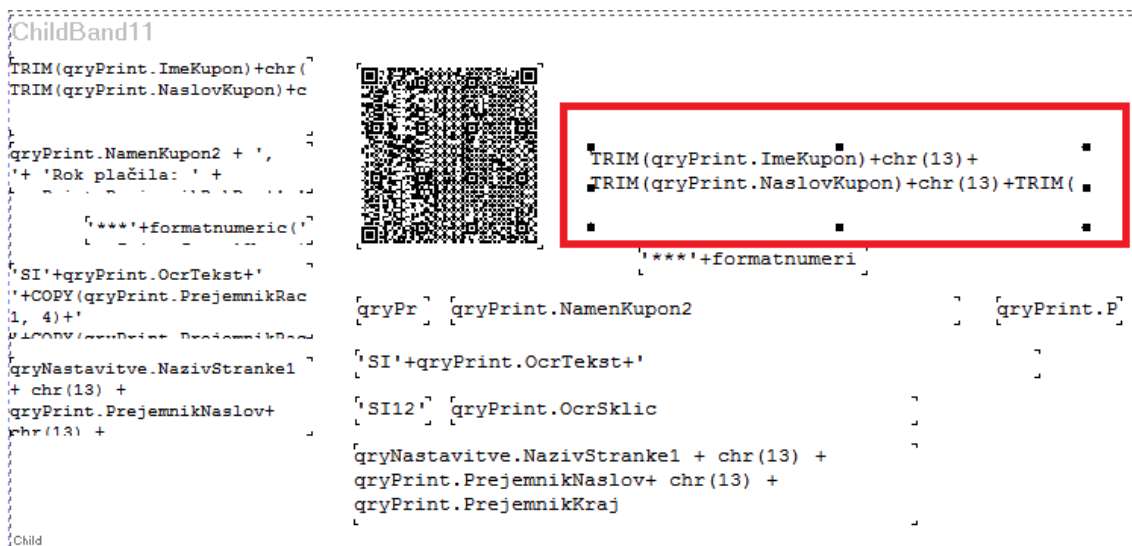 ChildBand11
TRIM(qryPrint.ImeKupon)+chr(
TRIM(qryPrint.NaslovKupon)+c
qryPrint.NamenKupon2 + ',
'+ 'Rok plačila: ' +
'***'+formatnumeric('
'SI'+qryPrint.OcrTekst+'
'+COPY(qryPrint.PrejemnikRac
1, 4)+'
'+COPY(qryPrint.PrejemnikRac
qryNastavitve.NazivStranke1
+ chr(13) +
qryPrint.PrejemnikNaslov+
chr(13) +
TRIM(qryPrint.ImeKupon)+chr(13)+
TRIM(qryPrint.NaslovKupon)+chr(13)+TRIM(
'***'+formatnumeri
qryPr qryPrint.NamenKupon2 qryPrint.P
'SI'+qryPrint.OcrTekst+'
'SI12' qryPrint.OcrSklic
qryNastavitve.NazivStranke1 + chr(13) +
qryPrint.PrejemnikNaslov+ chr(13) +
qryPrint.PrejemnikKraj
Child